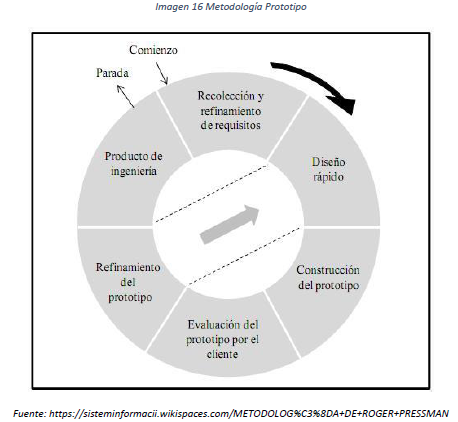 Imagen 16 Metodología Prototipo
Comienzo
Parada
Recolección y
refinamiento
de requisitos
Diseño
rápido
Construcción
del prototipo
Evaluación del
prototipo por el
cliente
Refinamiento
del
prototipo
Producto de
ingeniería
Fuente: https://sisteminformacii.wikispaces.com/METODOLOG%C3%8DA+DE+ROGER+PRESSMAN